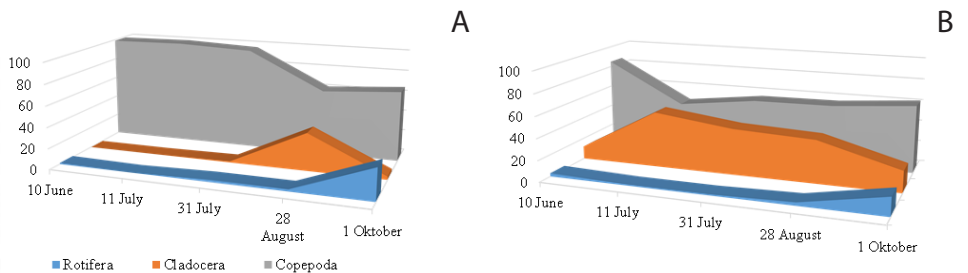 A
B
100
80
60
40
20
0
10 June
11 July
31 July
28
August
1 Oktober
100
80
60
40
20
0
10 June
11 July
31 July
28 August
1 Oktober
Rotifera
Cladocera
Copepoda